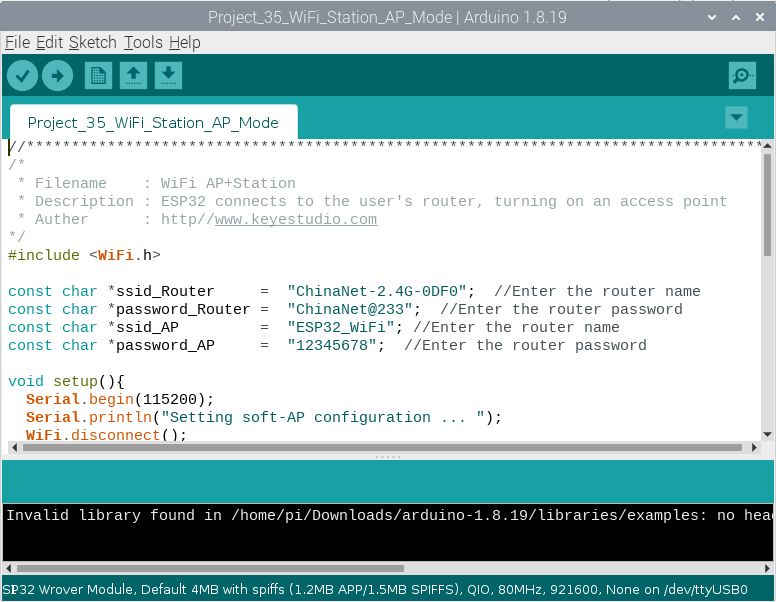 Project_35_WiFi_Station_AP_Mode | Arduino 1.8.19
File Edit Sketch Tools Help
Project_35_WiFi_Station_AP_Mode
//**********************************************************************************
/*
 * Filename    : WiFi AP+Station
 * Description : ESP32 connects to the user's router, turning on an access point
 * Auther      : http//www.keyestudio.com
*/
#include <WiFi.h>
const char *ssid_Router     =  "ChinaNet-2.4G-0DF0";  //Enter the router name
const char *password_Router =  "ChinaNet@233";  //Enter the router password
const char *ssid_AP         =  "ESP32_WiFi"; //Enter the router name
const char *password_AP     =  "12345678";  //Enter the router password
void setup(){
  Serial.begin(115200);
  Serial.println("Setting soft-AP configuration ... ");
  WiFi.disconnect();
Invalid library found in /home/pi/Downloads/arduino-1.8.19/libraries/examples: no
P32 Wrover Module, Default 4MB with spiffs (1.2MB APP/1.5MB SPIFFS), QIO, 80MHz, 921600, None on /dev/ttyUSB0